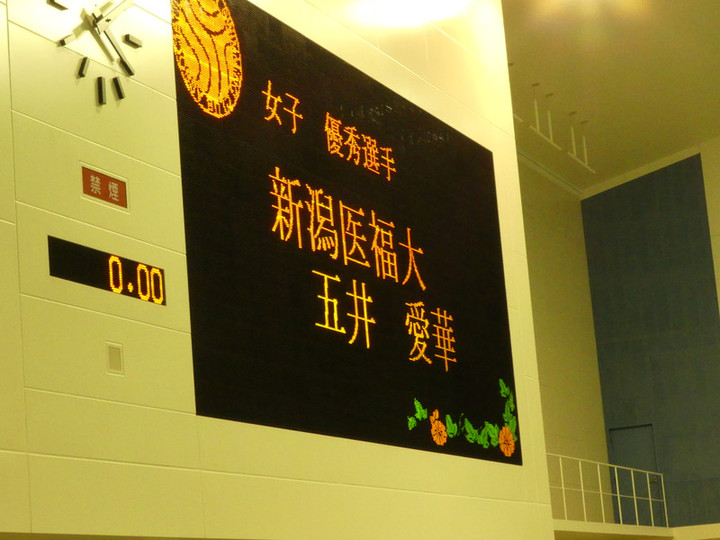 女子 優秀選手
新潟医福大
五井 愛華
禁煙
0.00